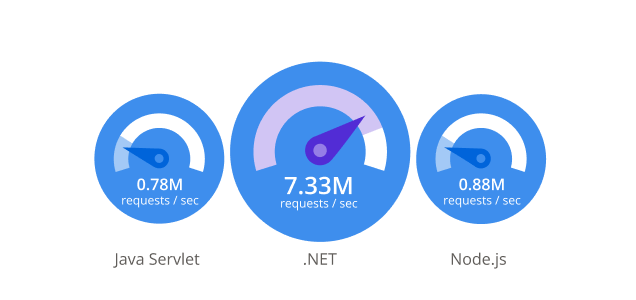 0.78M
requests / sec
Java Servlet
7.33M
requests / sec
.NET
0.88M
requests / sec
Node.js